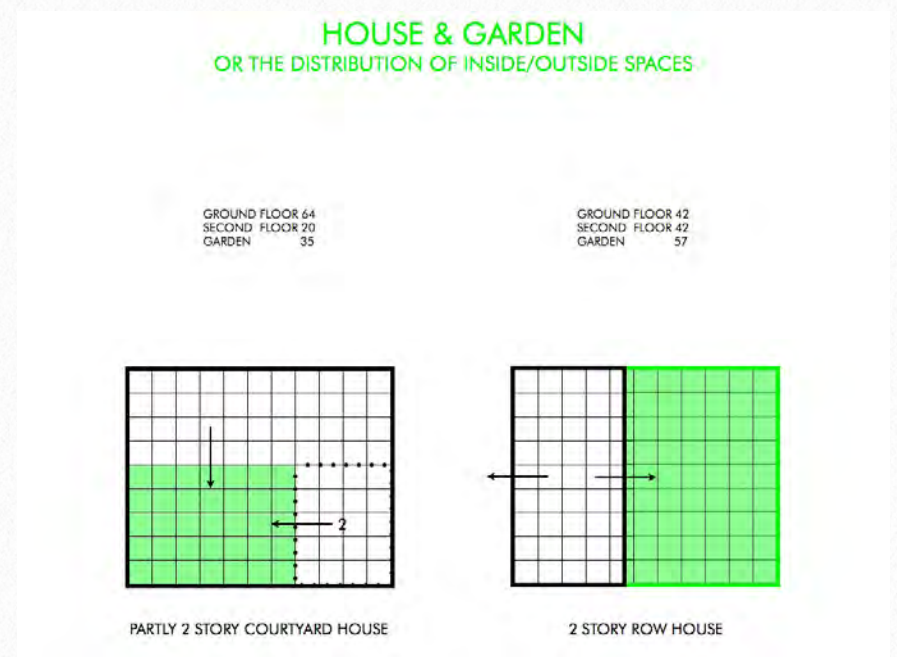 HOUSE & GARDEN
OR THE DISTRIBUTION OF INSIDE/OUTSIDE SPACES
GROUND FLOOR 64
SECOND FLOOR 20
GARDEN 35
GROUND FLOOR 42
SECOND FLOOR 42
GARDEN 57
2
PARTLY 2 STORY COURTYARD HOUSE
2 STORY ROW HOUSE